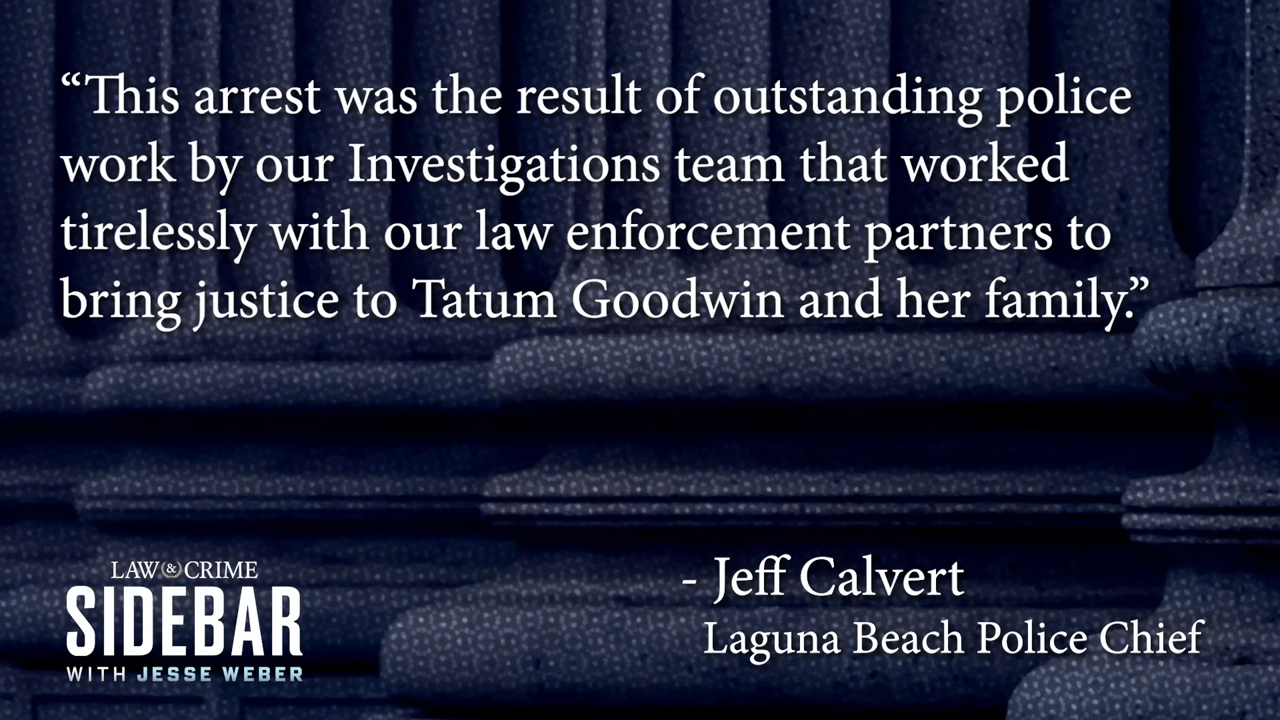 “This arrest was the result of outstanding police
work by our Investigations team that worked
tirelessly with our law enforcement partners to
bring justice to Tatum Goodwin and her family.”
- Jeff Calvert
Laguna Beach Police Chief
LAW & CRIME
SIDEBAR
WITH JESSE WEBER